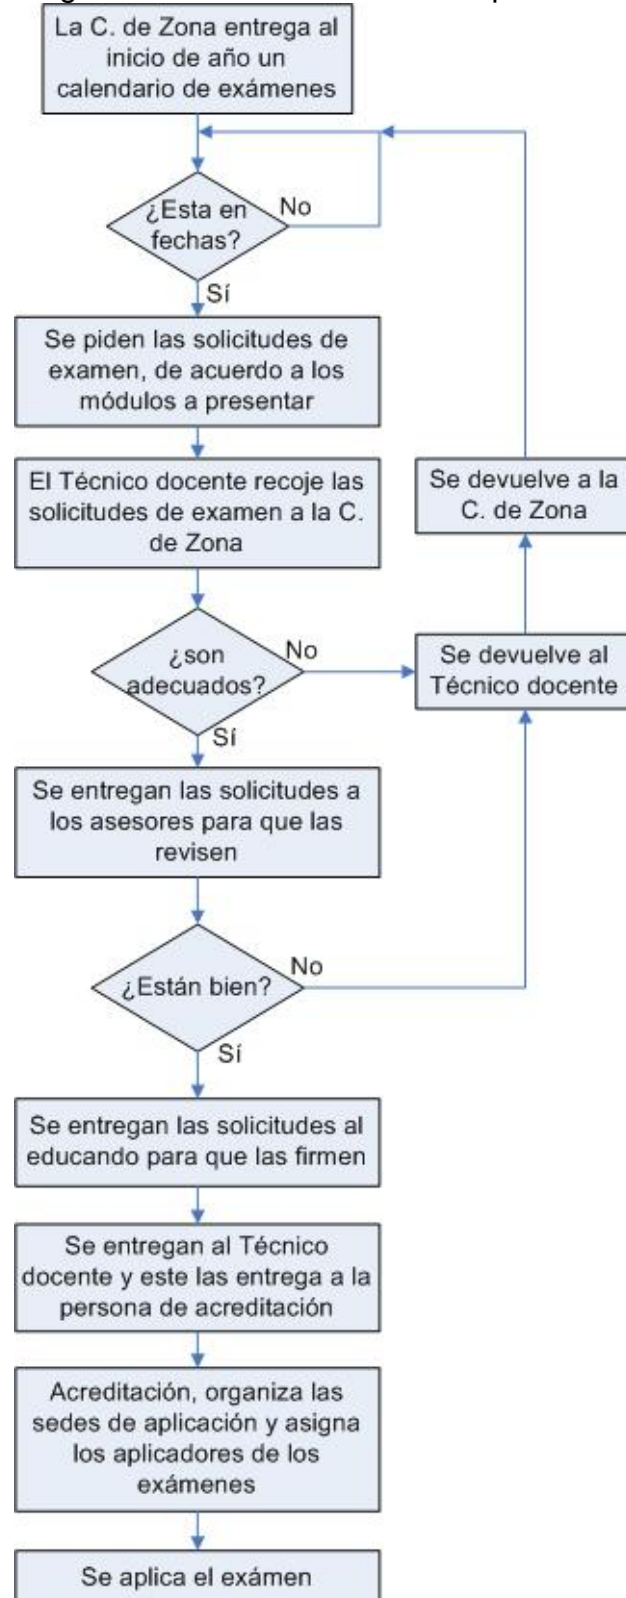 La C. de Zona entrega al
inicio de año un
calendario de exámenes
¿Esta en
fechas?
No
Sí
Se piden las solicitudes de
examen, de acuerdo a los
módulos a presentar
El Técnico docente recoje las
solicitudes de examen a la C.
de Zona
Se devuelve a la
C. de Zona
¿son
adecuados?
No
Se devuelve al
Técnico docente
Sí
Se entregan las solicitudes a
los asesores para que las
revisen
¿Están bien?
No
Sí
Se entregan las solicitudes al
educando para que las firmen
Se entregan al Técnico
docente y este las entrega a la
persona de acreditación
Acreditación, organiza las
sedes de aplicación y asigna
los aplicadores de los
exámenes
Se aplica el exámen